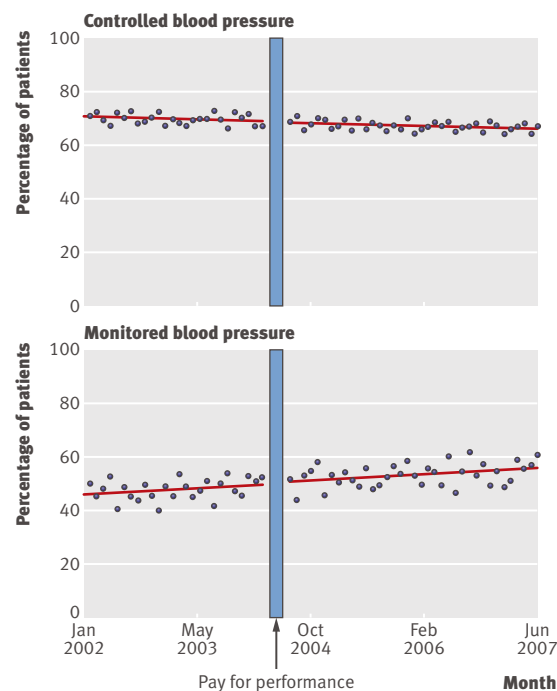 Controlled blood pressure
Percentage of patients
100
80
60
40
20
0
Monitored blood pressure
Percentage of patients
100
80
60
40
20
0
Jan
2002
May
2003
Oct
2004
Feb
2006
Jun
2007
Pay for performance
Month